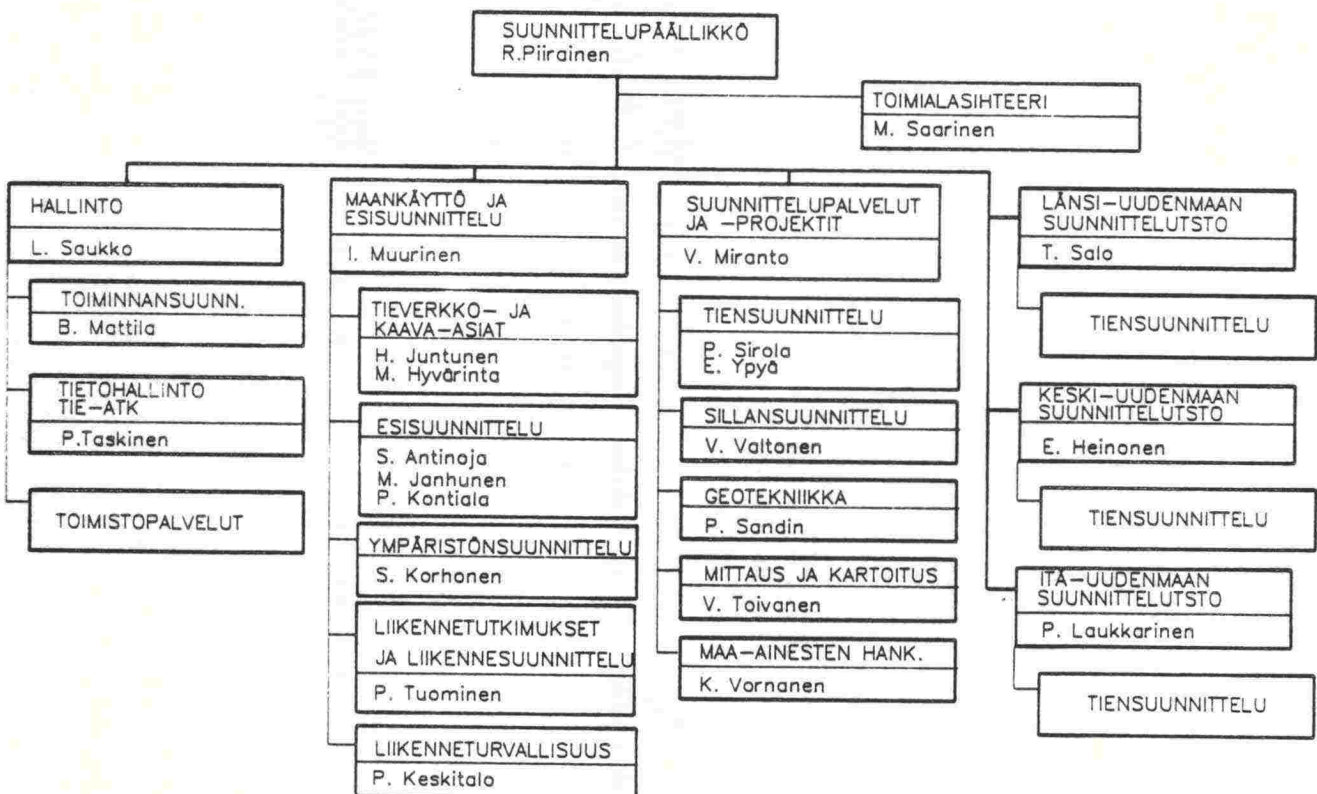 SUUNNITTELUPÄÄLLIKKÖ
R.Piirainen
TOIMIALASIHTEERI
M. Saarinen
HALLINTO
L. Saukko
TOIMINNANSUUNN.
B. Mattila
TIETOHALLINTO
TIE-ATK
P.Taskinen
TOIMISTOPALVELUT
MAANKÄYTTÖ JA
ESISUUNNITTELU
I. Muurinen
TIEVERKKO- JA
KAAVA-ASIAT
H. Juntunen
M. Hyvärinta
ESISUUNNITTELU
S. Antinoja
M. Janhunen
P. Kontiala
YMPÄRISTÖNSUUNNITTELU
S. Korhonen
LIIKENNETUTKIMUKSET
JA LIIKENNESUUNNITTELU
P. Tuominen
LIIKENNETURVALLISUUS
P. Keskitalo
SUUNNITTELUPALVELUT
JA -PROJEKTIT
V. Miranto
TIENSUUNNITTELU
P. Sirola
E. Ypyä
SILLANSUUNNITTELU
V. Valtonen
GEOTEKNIIKKA
P. Sandin
MITTAUS JA KARTOITUS
V. Toivanen
MAA-AINESTEN HANK.
K. Vornanen
LÄNSI-UUDENMAAN
SUUNNITTELUTSTO
T. Salo
TIENSUUNNITTELU
KESKI-UUDENMAAN
SUUNNITTELUTSTO
E. Heinonen
TIENSUUNNITTELU
ITÄ-UUDENMAAN
SUUNNITTELUTSTO
P. Laukkarinen
TIENSUUNNITTELU